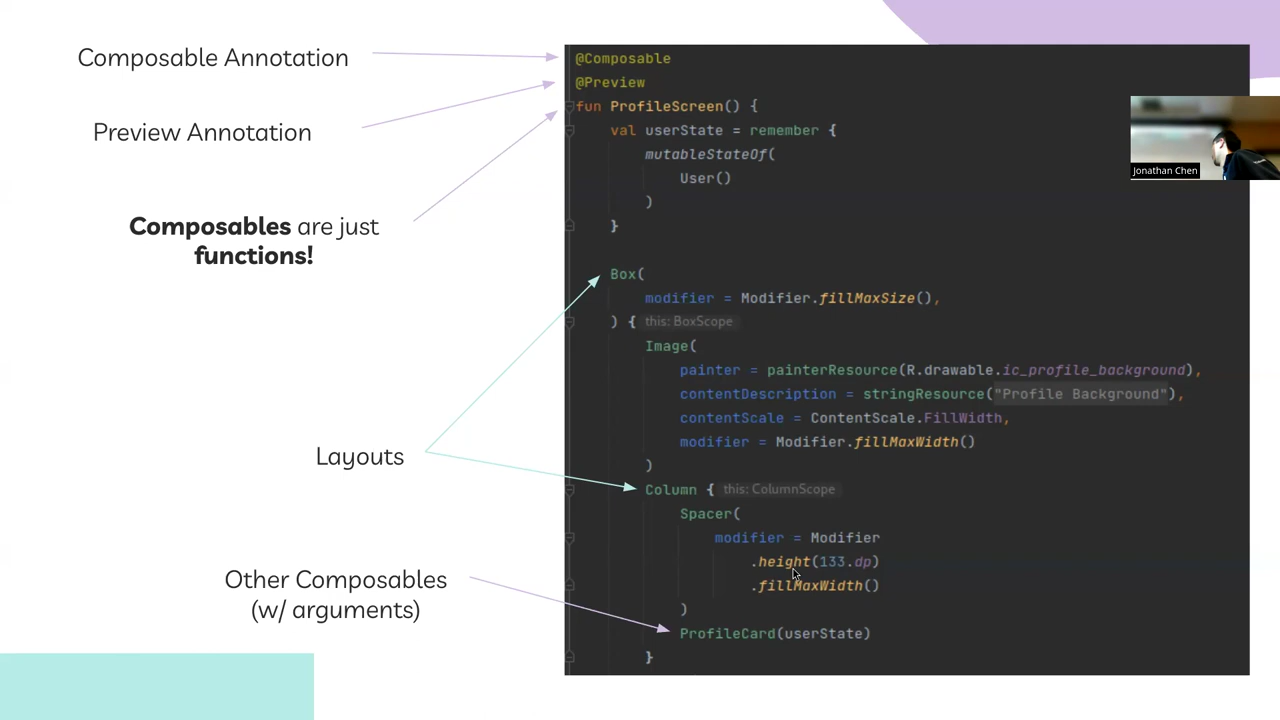 Composable Annotation
Preview Annotation
Composables are just
functions!
Layouts
Other Composables
(w/ arguments)
@Composable
@Preview
fun ProfileScreen() {
val userState = remember {
mutableStateOf(
User()
)
}
Box(
modifier = Modifier.fillMaxSize(),
) { this: BoxScope
Image(
painter = painterResource(R.drawable.ic_profile_background),
contentDescription = stringResource("Profile Background"),
contentScale = ContentScale.FillWidth,
modifier = Modifier.fillMaxWidth()
)
Column { this: ColumnScope
Spacer(
modifier = Modifier
.height(133.dp)
.fillMaxWidth()
)
ProfileCard(userState)
}
Jonathan Chen